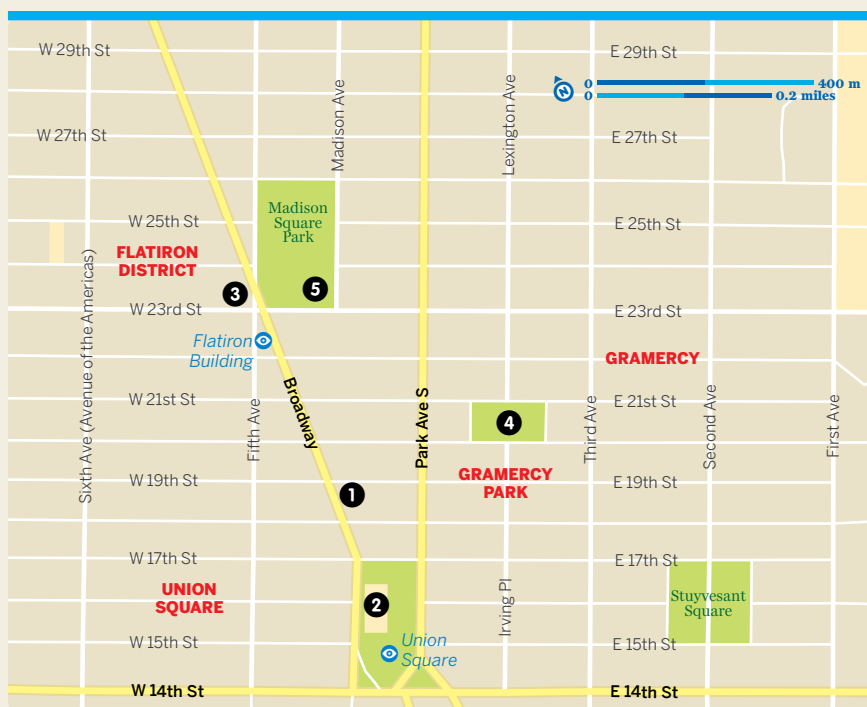 W 29th St
E 29th St
Madison Ave
Lexington Ave
N
0
400 m
0
0.2 miles
W 27th St
E 27th St
Madison
Square
Park
W 25th St
E 25th St
FLATIRON
DISTRICT
3
5
W 23rd St
E 23rd St
Flatiron
Building
GRAMERCY
Sixth Ave (Avenue of the Americas)
Fifth Ave
Broadway
Park Ave S
Third Ave
Second Ave
First Ave
W 21st St
E 21st St
4
GRAMERCY
PARK
W 19th St
E 19th St
1
W 17th St
E 17th St
UNION
SQUARE
2
Irving Pl
Stuyvesant
Square
W 15th St
E 15th St
Union
Square
W 14th St
E 14th St